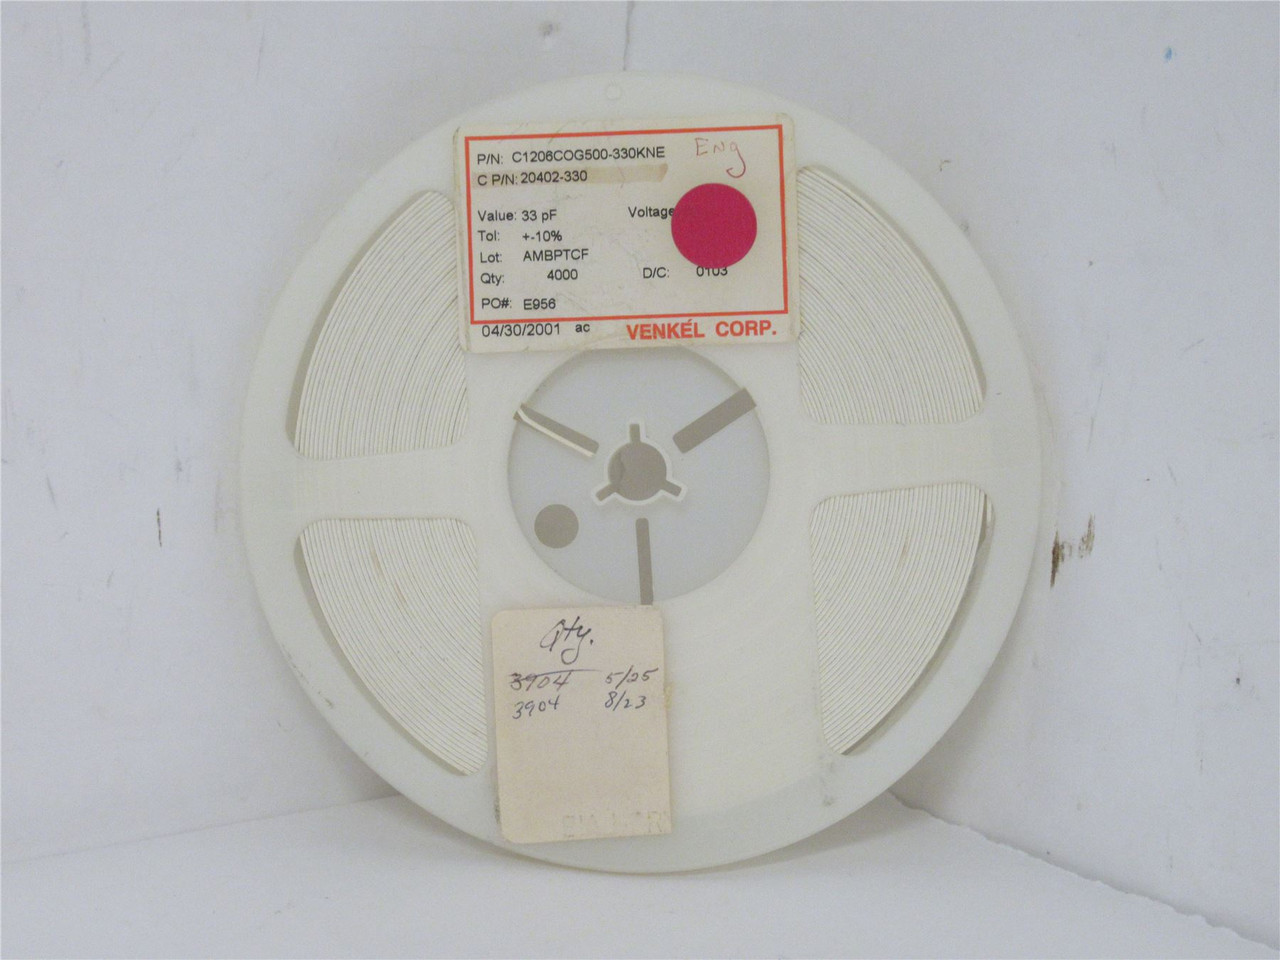 P/N: C1206COG500-330KNE Eng
C P/N: 20402-330
Value: 33 pF Voltage
Tol: +-10%
Lot: AMBPTCF
Qty: 4000 D/C: 0103
PO#: E956
04/30/2001 ac VENKÉL CORP.
Qty.
3904 5/25
3904 8/23